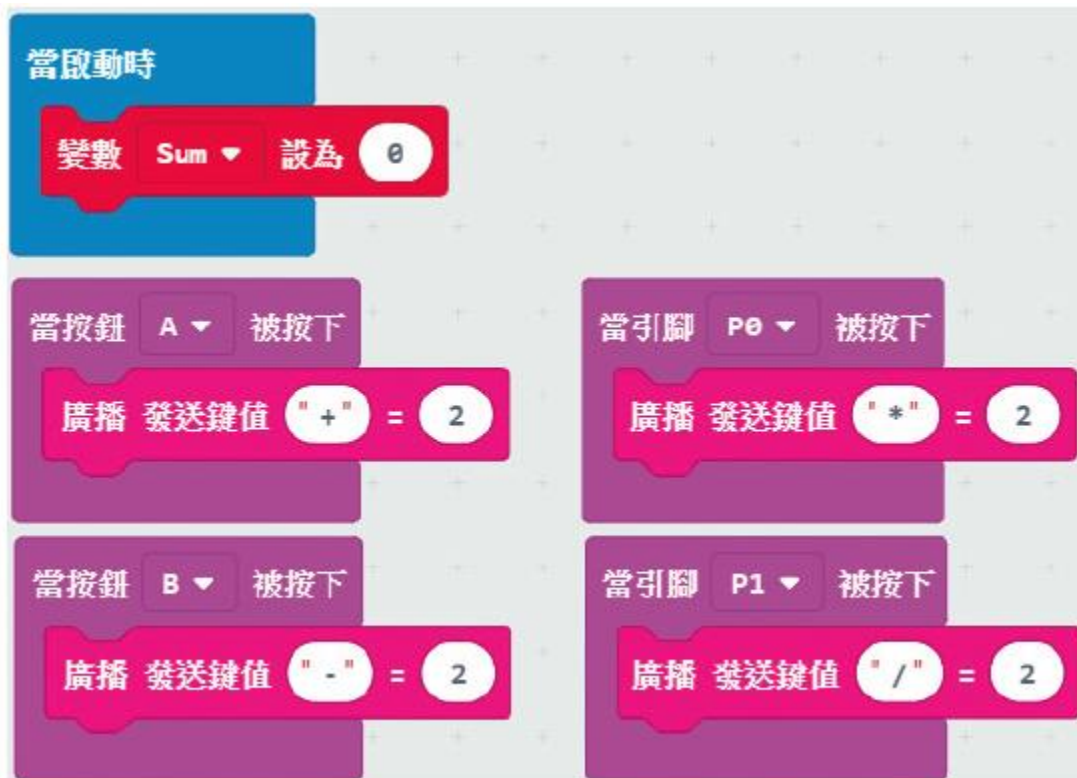 當啟動時
變數 Sum 設為 0
當按鈕 A 被按下
廣播 發送鍵值 "+" = 2
當引腳 P0 被按下
廣播 發送鍵值 "*" = 2
當按鈕 B 被按下
廣播 發送鍵值 "-" = 2
當引腳 P1 被按下
廣播 發送鍵值 "/" = 2